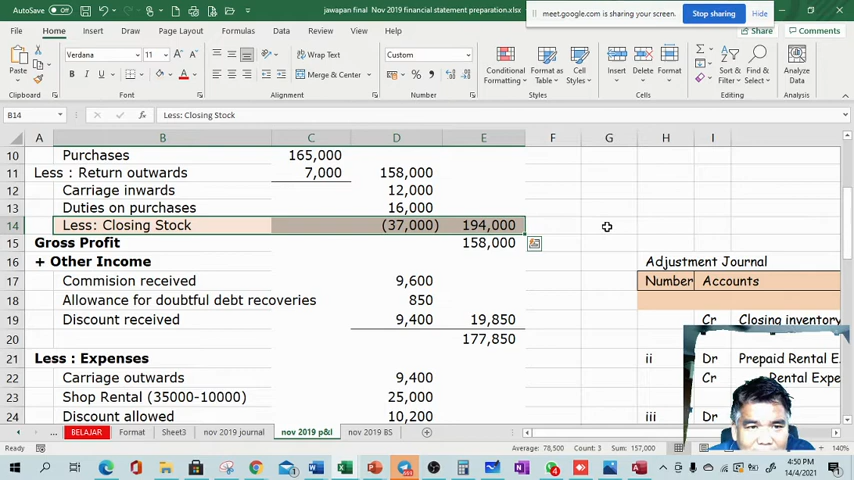 AutoSave Off jawapan final Nov 2019 financial statement preparation.xlsx meet.google.com is sharing your screen. Stop sharing Hide
File Home Insert Draw Page Layout Formulas Data Review View Help Share Comments
Paste Verdana 11 Wrap Text Custom Conditional Formatting Format as Table Cell Styles Insert Delete Format Sort & Filter Find & Select Analyze Data
B I U Merge & Center $ % ,
Clipboard Font Alignment Number Styles Cells Editing Analysis
B14 fx Less: Closing Stock
A B C D E F G H I
10 Purchases 165,000
11 Less : Return outwards 7,000 158,000
12 Carriage inwards 12,000
13 Duties on purchases 16,000
14 Less: Closing Stock (37,000) 194,000
15 Gross Profit 158,000
16 + Other Income Adjustment Journal
17 Commision received 9,600 Number Accounts
18 Allowance for doubtful debt recoveries 850
19 Discount received 9,400 19,850 Cr Closing inventory
20 177,850
21 Less : Expenses ii Dr Prepaid Rental E
22 Carriage outwards 9,400 Cr Rental Expe
23 Shop Rental (35000-10000) 25,000
24 Discount allowed 10,200 iii Dr
... BELAJAR Format Sheet3 nov 2019 journal nov 2019 p&l nov 2019 BS
Ready Average: 78,500 Count: 3 Sum: 157,000 140%
4:50 PM
14/4/2021